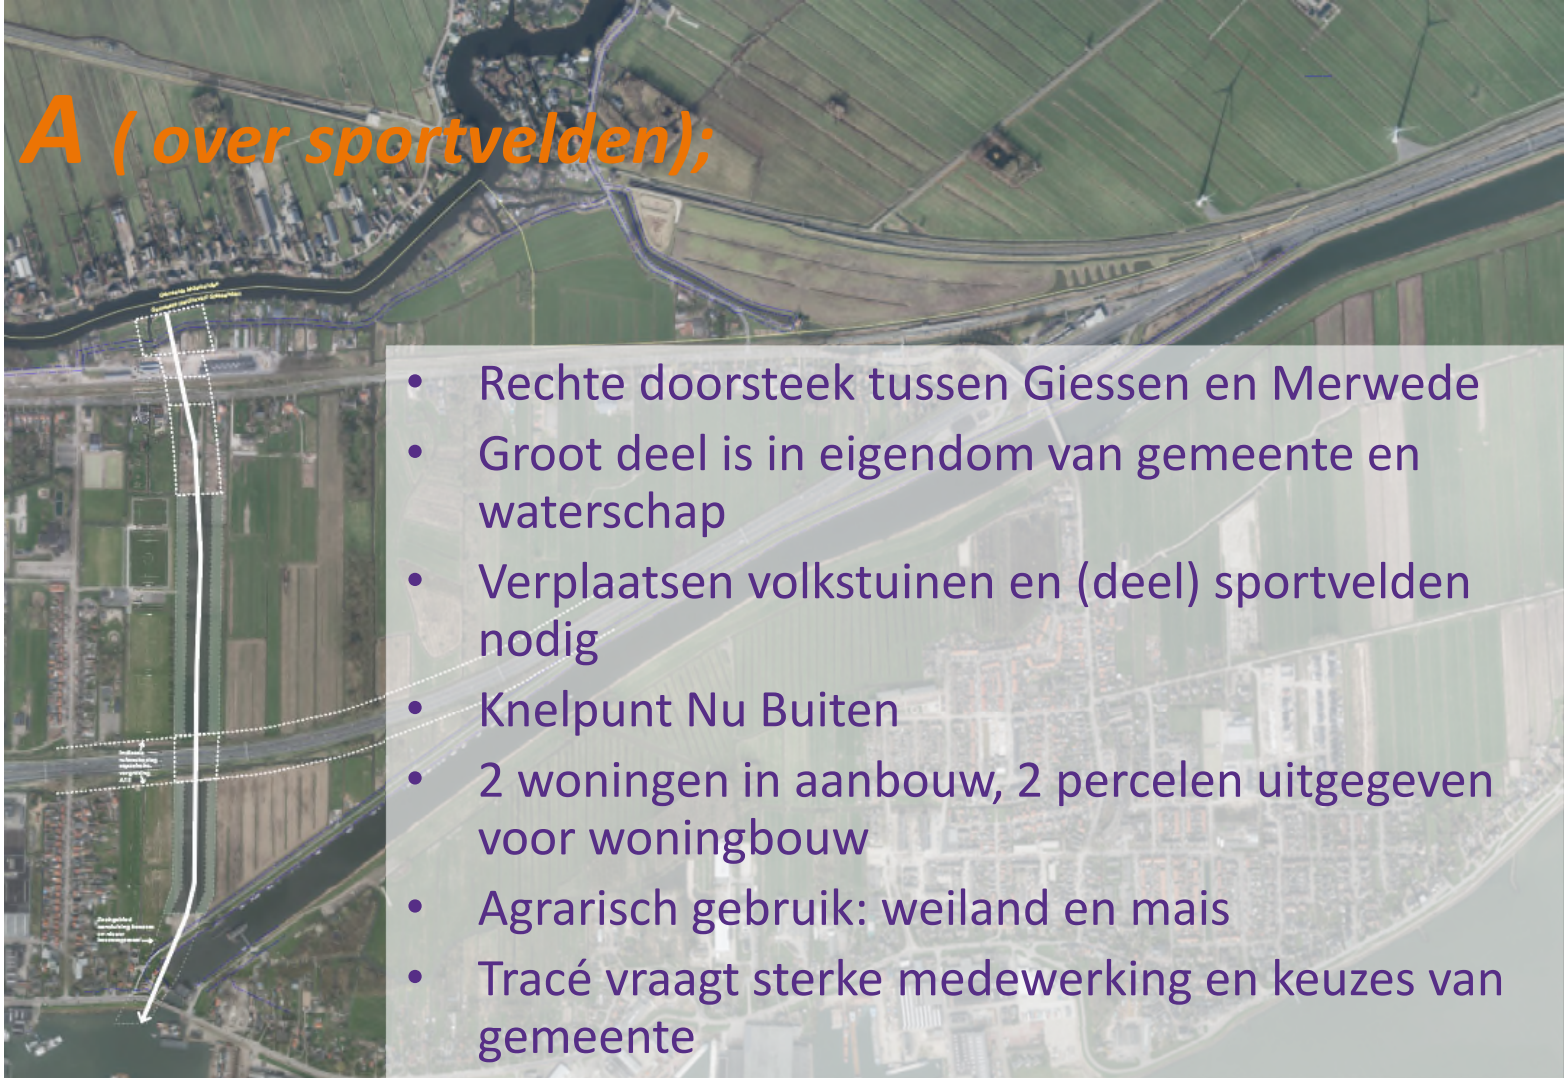 A ( over sportvelden);
• Rechte doorsteek tussen Giessen en Merwede
• Groot deel is in eigendom van gemeente en
waterschap
• Verplaatsen volkstuinen en (deel) sportvelden
nodig
• Knelpunt Nu Buiten
• 2 woningen in aanbouw, 2 percelen uitgegeven
voor woningbouw
• Agrarisch gebruik: weiland en mais
• Tracé vraagt sterke medewerking en keuzes van
gemeente